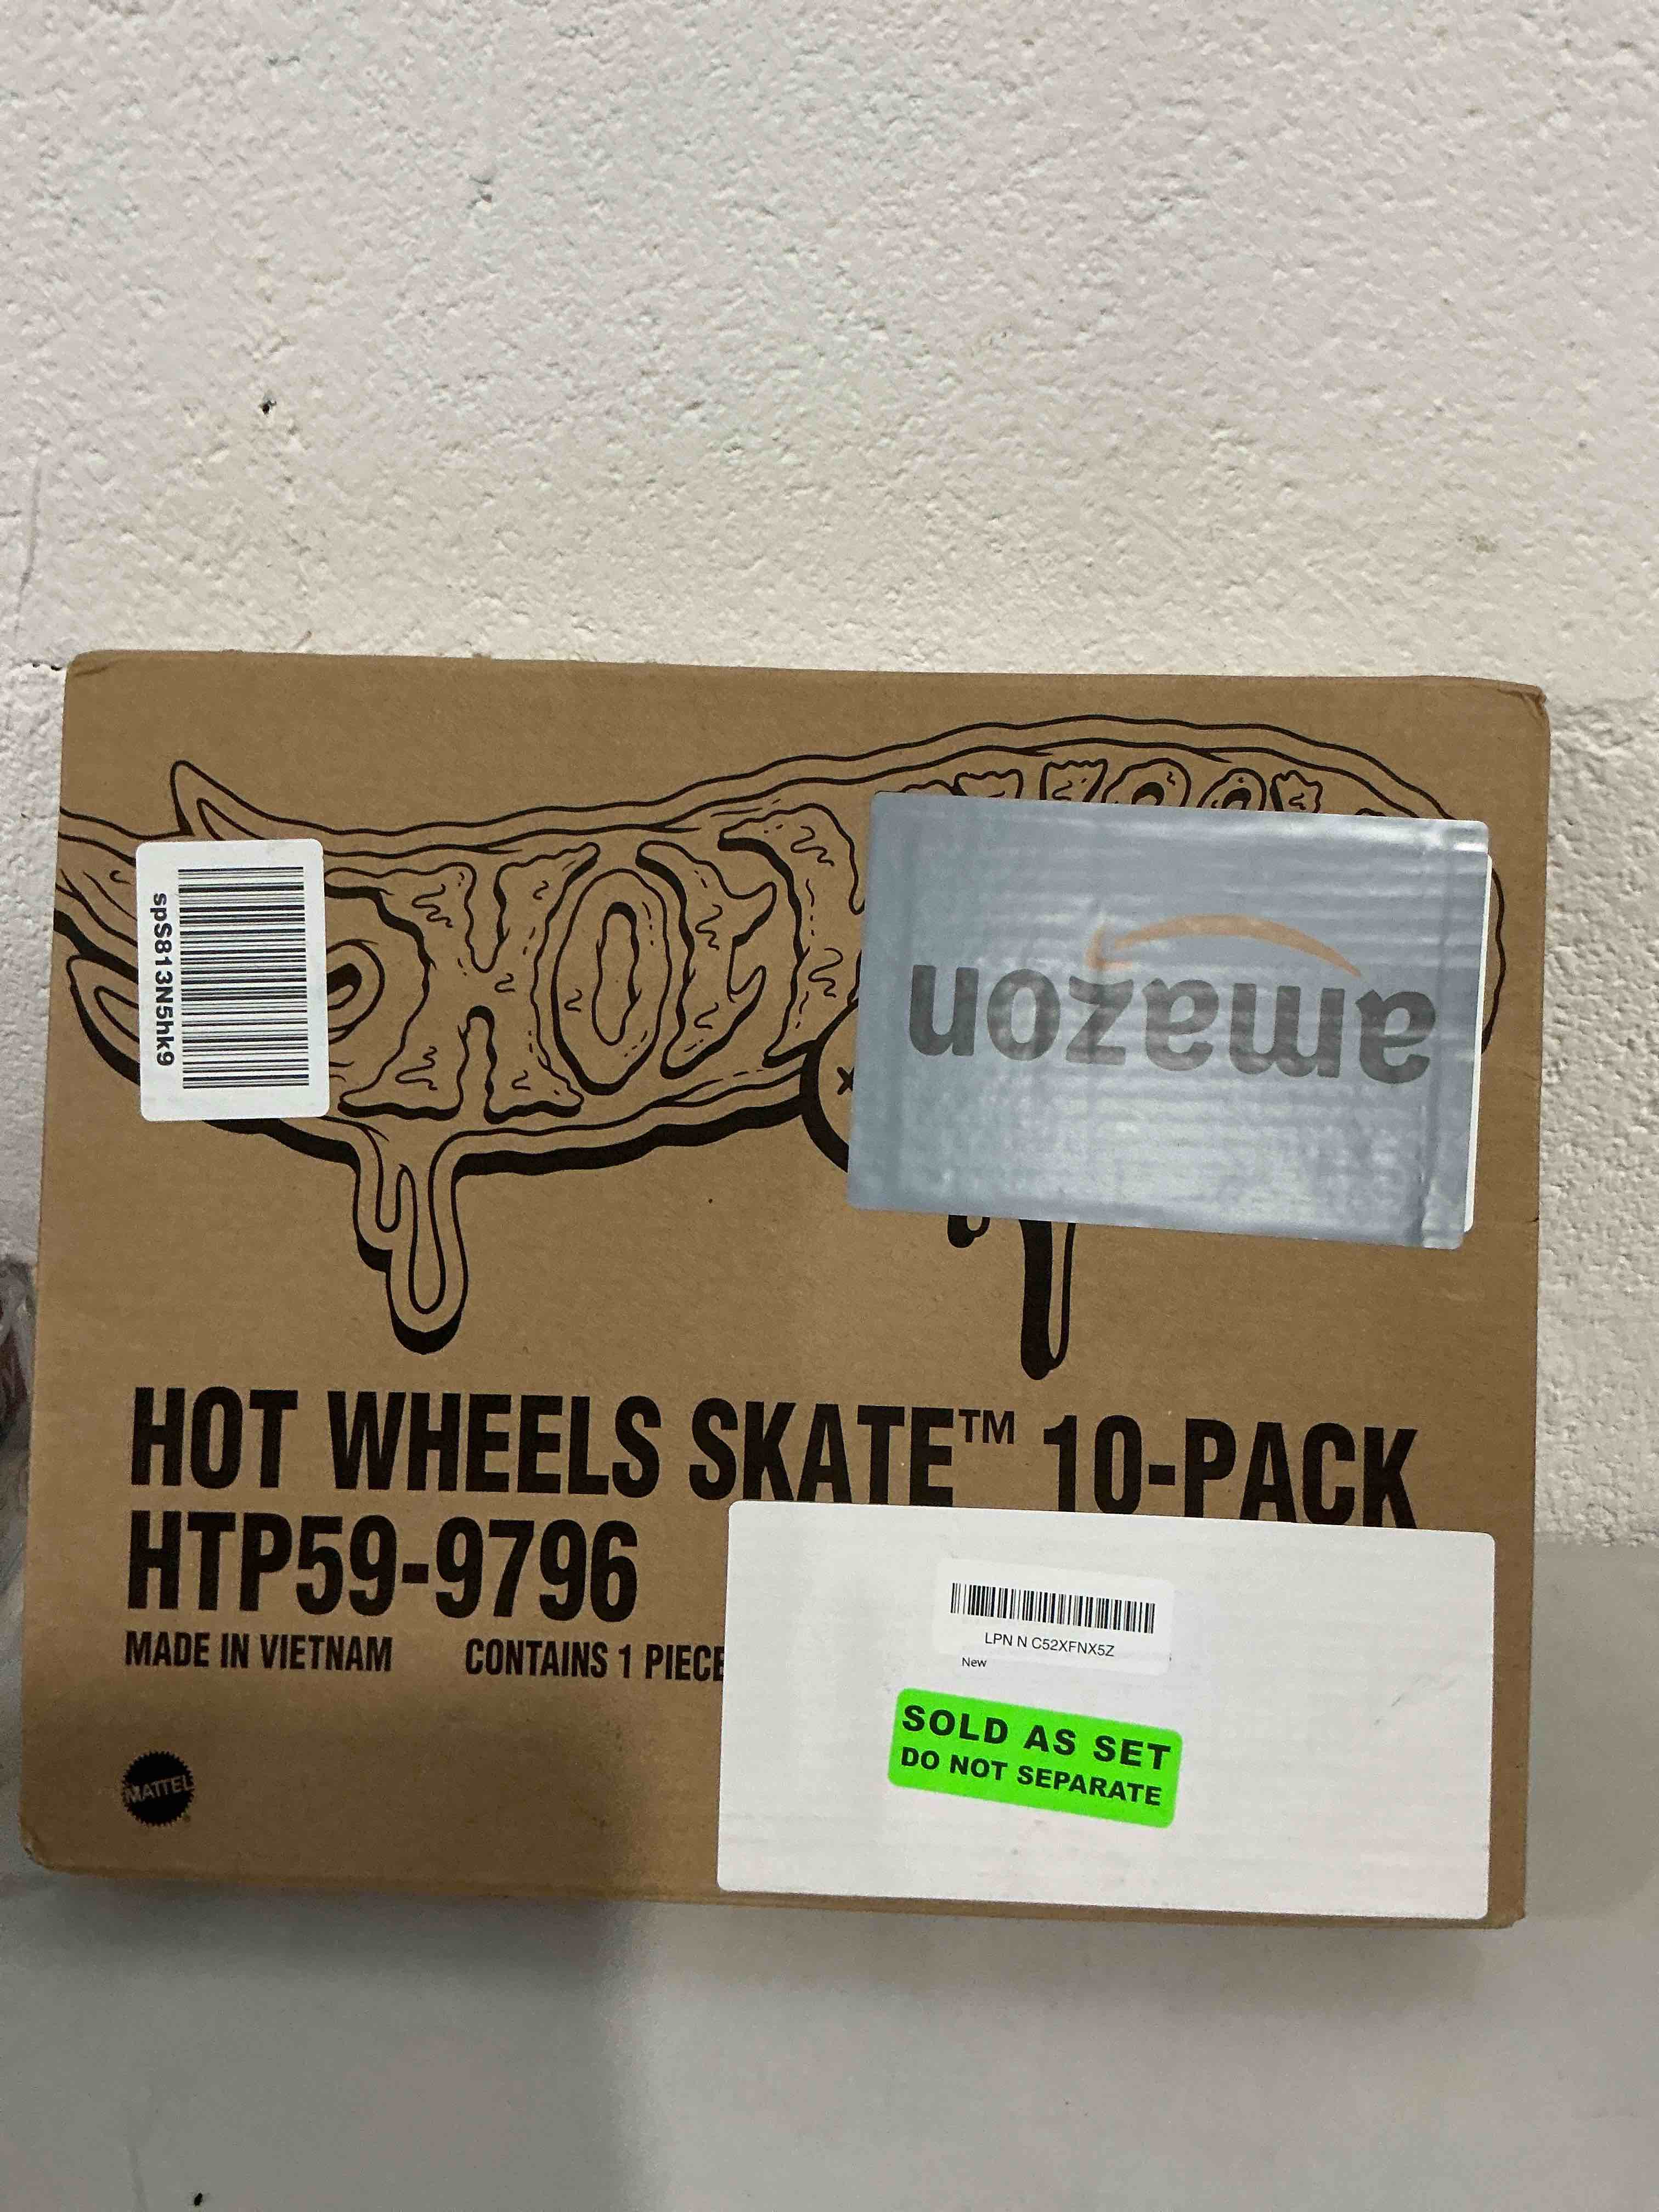 spS813N5hk9
HOT
amazon
HOT WHEELS SKATE™ 10-PACK
HTP59-9796
MADE IN VIETNAM CONTAINS 1 PIECE
LPN N C52XFNX5Z
New
SOLD AS SET
DO NOT SEPARATE
MATTEL